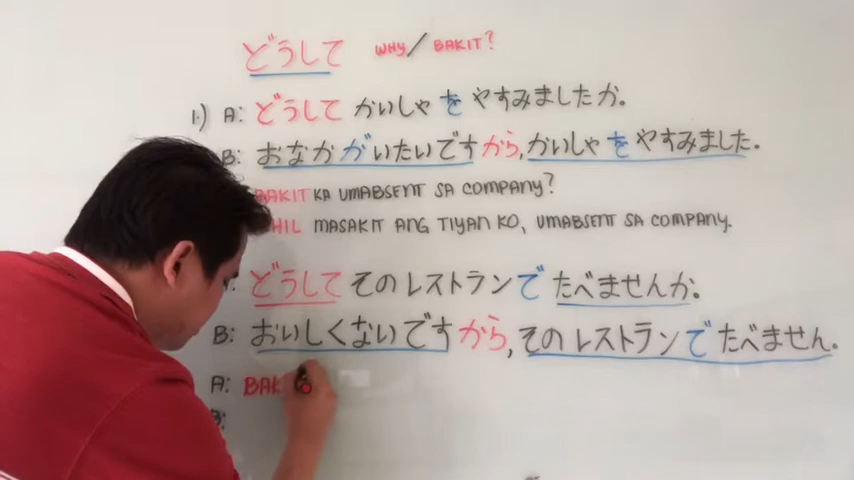 どうして WHY/BAKIT?
1.) A: どうして かいしゃ を やすみましたか。
B: おなか が いたいです から, かいしゃ を やすみました.
BAKIT KA UMABSENT SA COMPANY?
HIL MASAKIT ANG TIYAN KO, UMABSENT SA COMPANY.
どうして その レストラン で たべませんか.
B: おいしくないです から, その レストラン で たべません.
A: BAK
B: